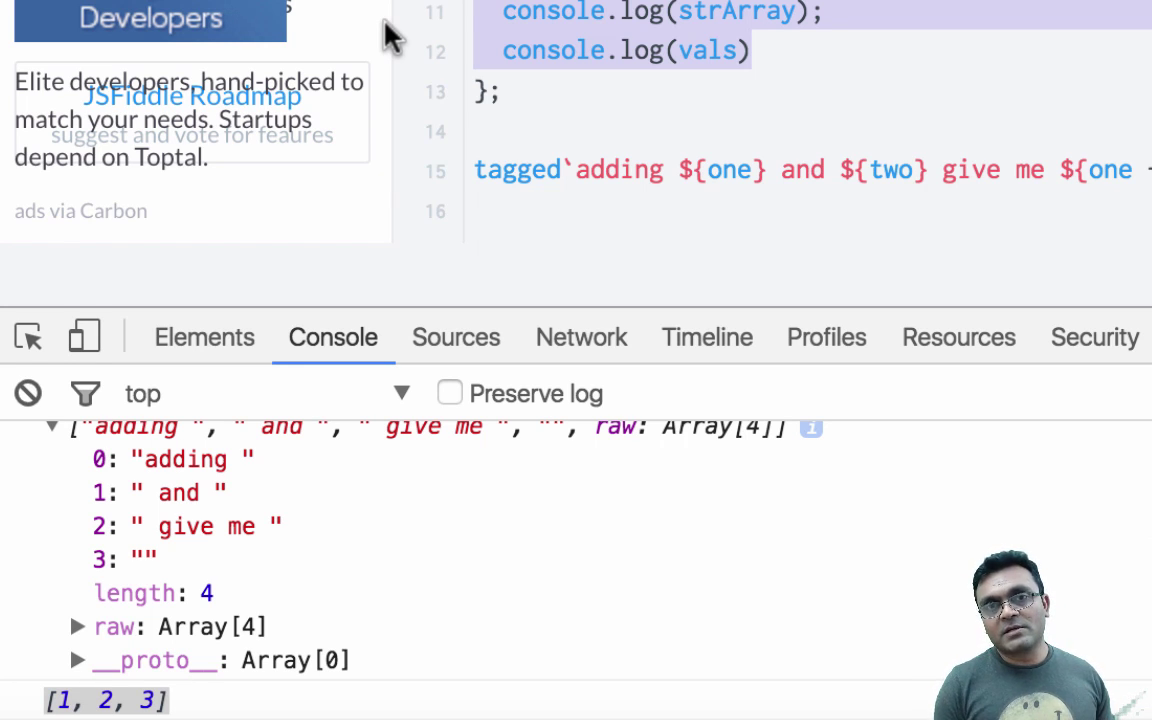 Developers
Elite developers, hand-picked to
match your needs. Startups
depend on Toptal.
JSFiddle Roadmap
suggest and vote for feaures
ads via Carbon
11 console.log(strArray);
12 console.log(vals)
13 };
14
15 tagged`adding ${one} and ${two} give me ${one
16
Elements Console Sources Network Timeline Profiles Resources Security
top ▼ Preserve log
▼ ["adding ", " and ", " give me ", "", raw: Array[4]] i
0: "adding "
1: " and "
2: " give me "
3: ""
length: 4
▶ raw: Array[4]
▶ __proto__: Array[0]
[1, 2, 3]